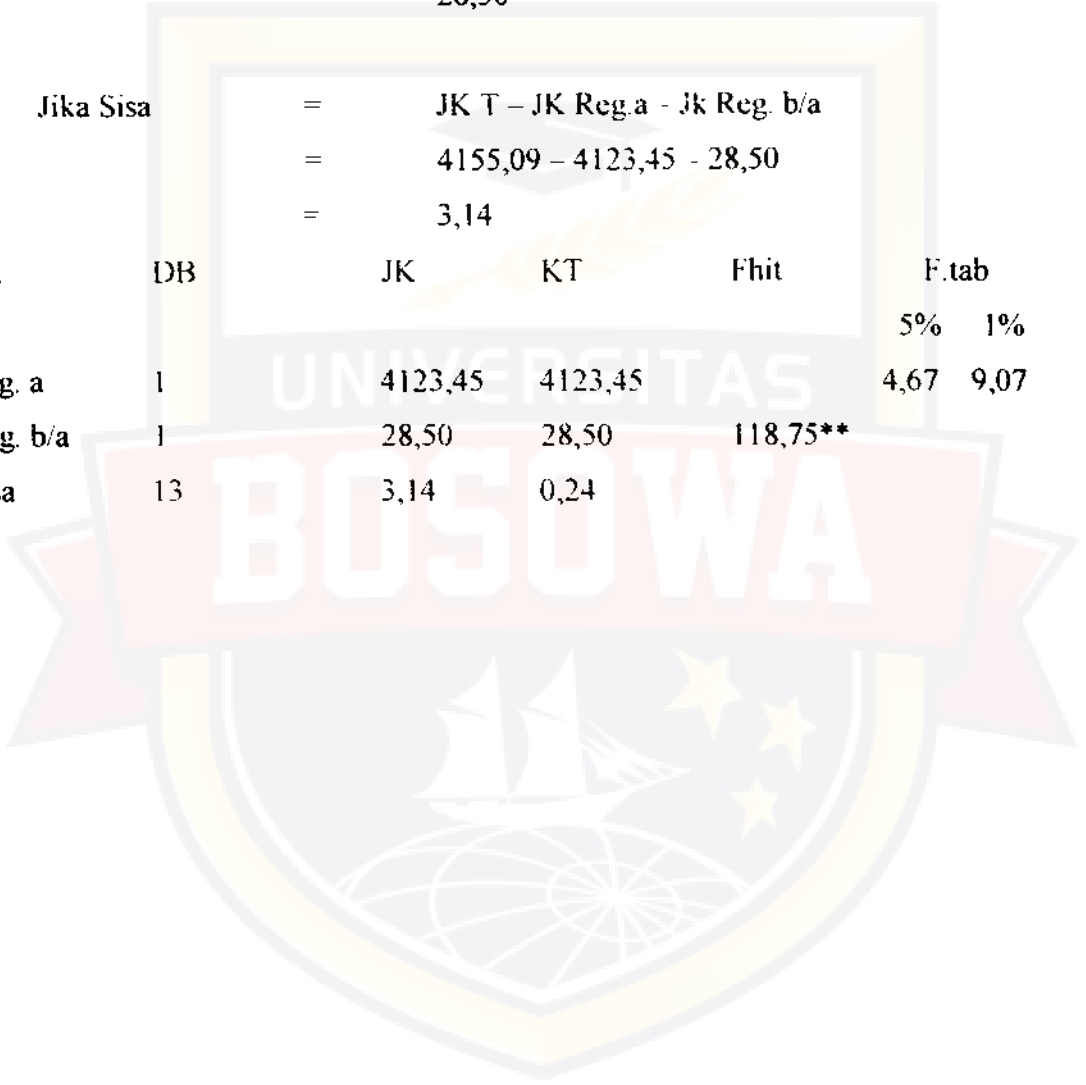 Jika Sisa = JK T – JK Reg.a - Jk Reg. b/a
= 4155,09 – 4123,45 - 28,50
= 3,14
DB JK KT Fhit F.tab
5% 1%
g. a 1 4123,45 4123,45 4,67 9,07
g. b/a 1 28,50 28,50 118,75**
a 13 3,14 0,24
UNIVERSITAS
BOSOWA